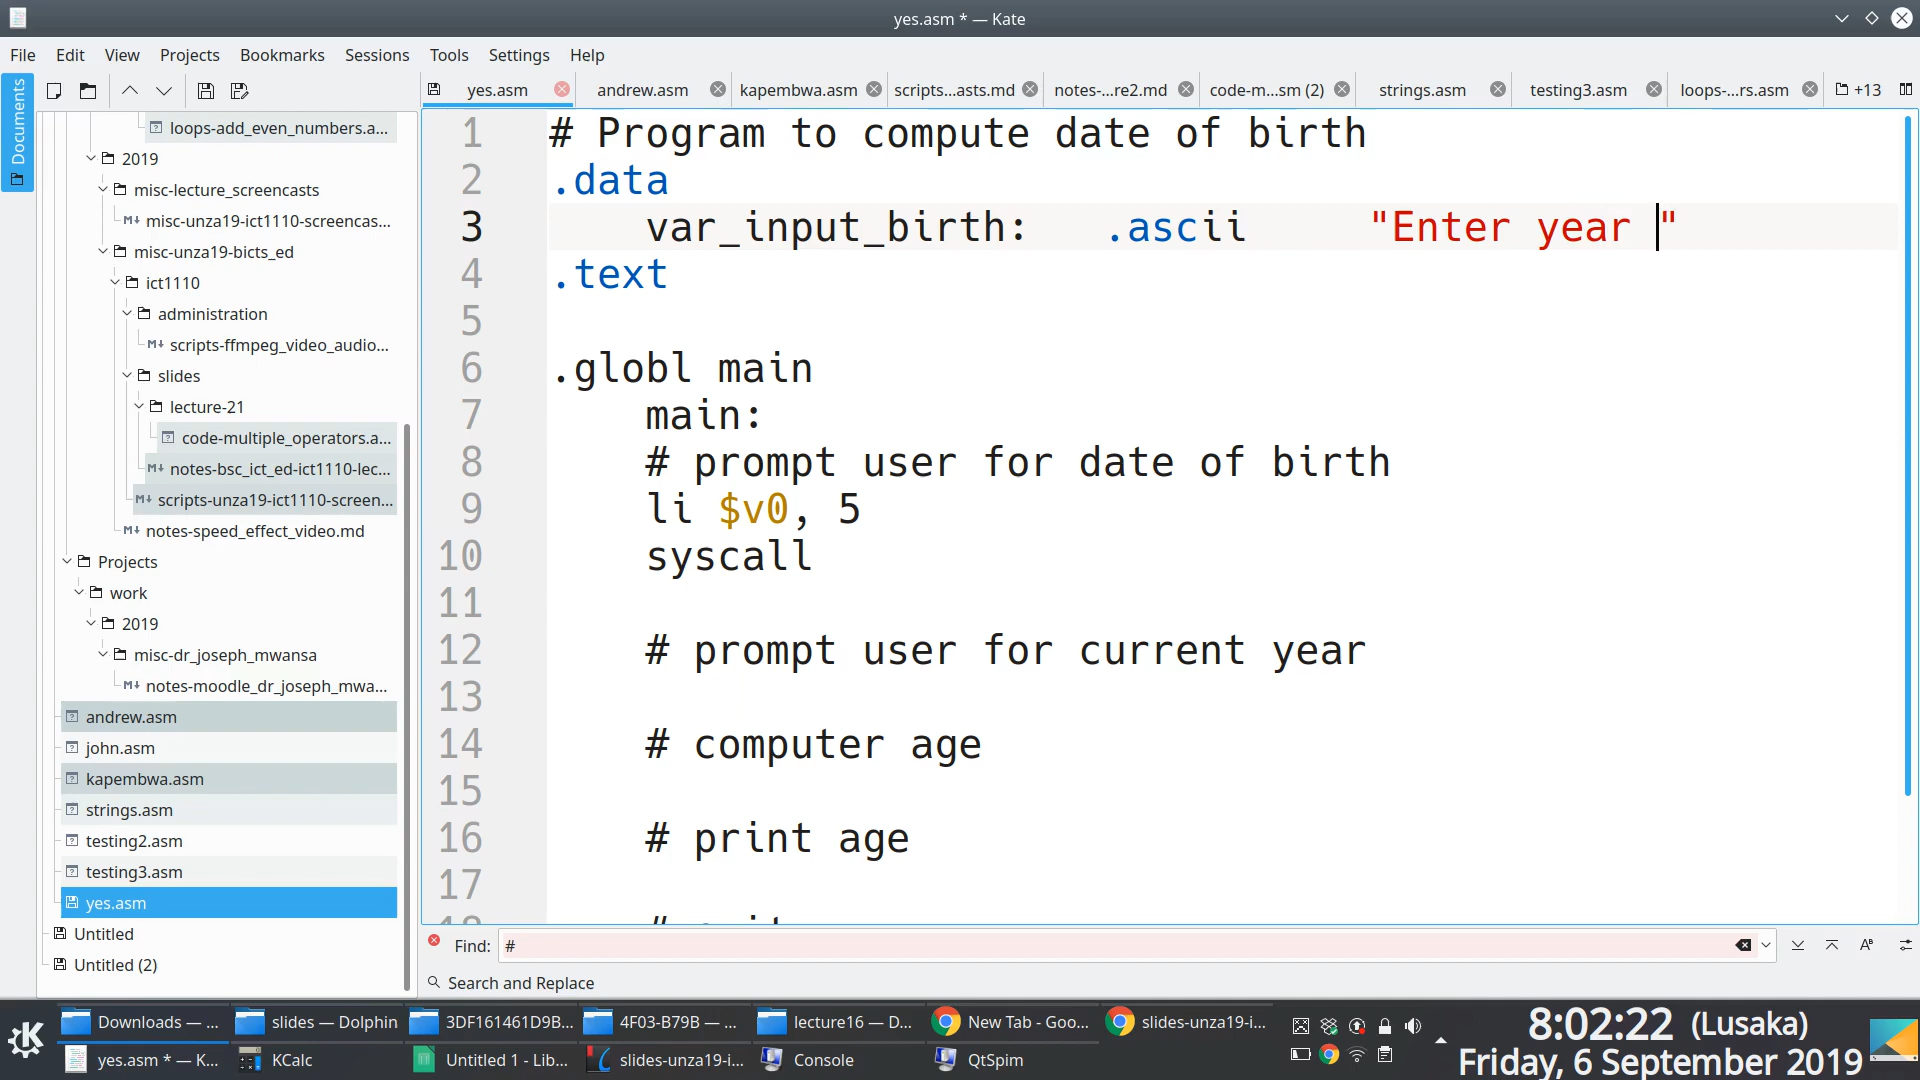 yes.asm * — Kate
File Edit View Projects Bookmarks Sessions Tools Settings Help
Documents
yes.asm andrew.asm kapembwa.asm scripts...asts.md notes-...re2.md code-m...sm (2) strings.asm testing3.asm loops-...rs.asm +13
loops-add_even_numbers.a...
2019
misc-lecture_screencasts
misc-unza19-ict1110-screencas...
misc-unza19-bicts_ed
ict1110
administration
scripts-ffmpeg_video_audio...
slides
lecture-21
code-multiple_operators.a...
notes-bsc_ict_ed-ict1110-lec...
scripts-unza19-ict1110-screen...
notes-speed_effect_video.md
Projects
work
2019
misc-dr_joseph_mwansa
notes-moodle_dr_joseph_mwa...
andrew.asm
john.asm
kapembwa.asm
strings.asm
testing2.asm
testing3.asm
yes.asm
Untitled
Untitled (2)
1 # Program to compute date of birth
2 .data
3 var_input_birth: .ascii "Enter year "
4 .text
5
6 .globl main
7 main:
8 # prompt user for date of birth
9 li $v0, 5
10 syscall
11
12 # prompt user for current year
13
14 # computer age
15
16 # print age
17
Find: #
Search and Replace
Downloads — ... slides — Dolphin 3DF161461D9B... 4F03-B79B — ... lecture16 — D... New Tab - Goo... slides-unza19-i...
yes.asm * — K... KCalc Untitled 1 - Lib... slides-unza19-i... Console QtSpim
8:02:22 (Lusaka)
Friday, 6 September 2019